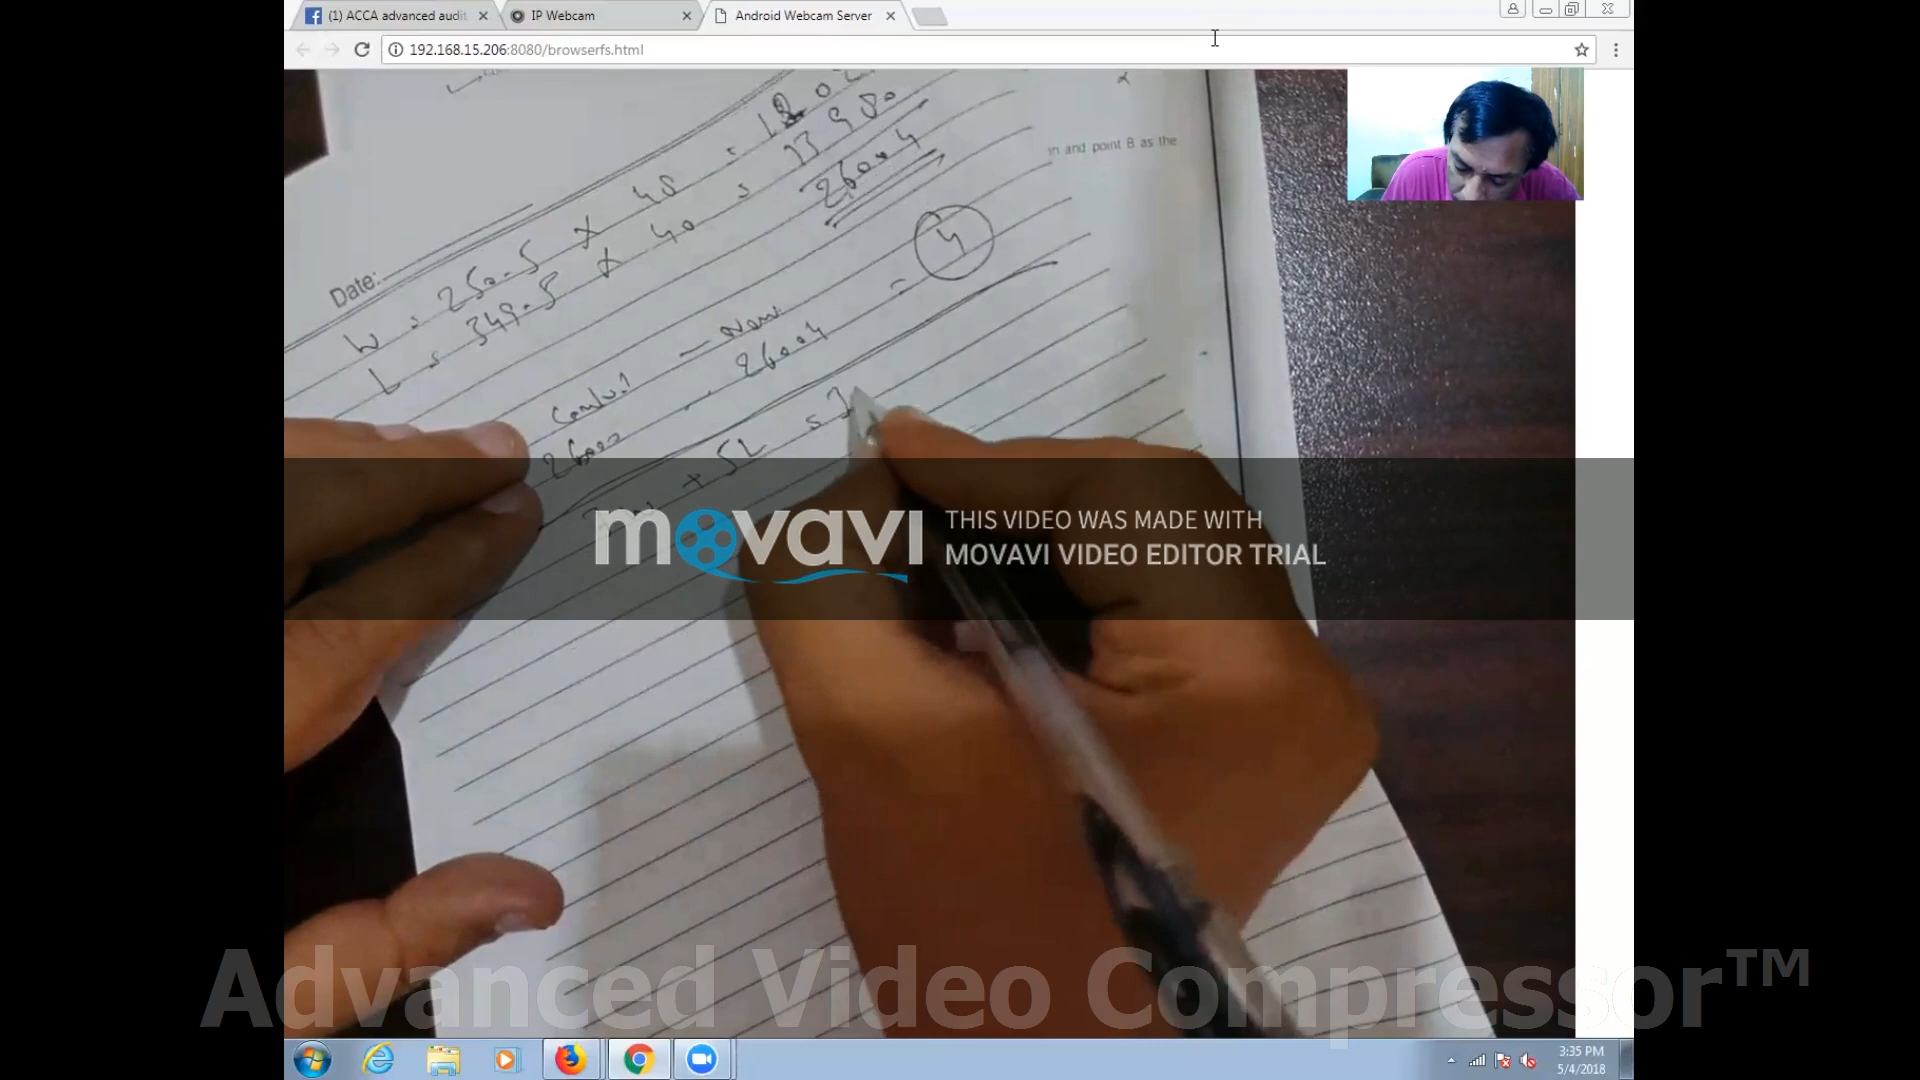 (1) ACCA advanced audit
IP Webcam
Android Webcam Server
192.168.15.206:8080/browserfs.html
in and point B as the
Date:
W = 250.5 × 48 =
L = 349.5 × 40 = 13980
26004
- New
26000 - 26004 = 4
+ 5L =
movavi
THIS VIDEO WAS MADE WITH
MOVAVI VIDEO EDITOR TRIAL
Advanced Video Compressor™
3:35 PM
5/4/2018